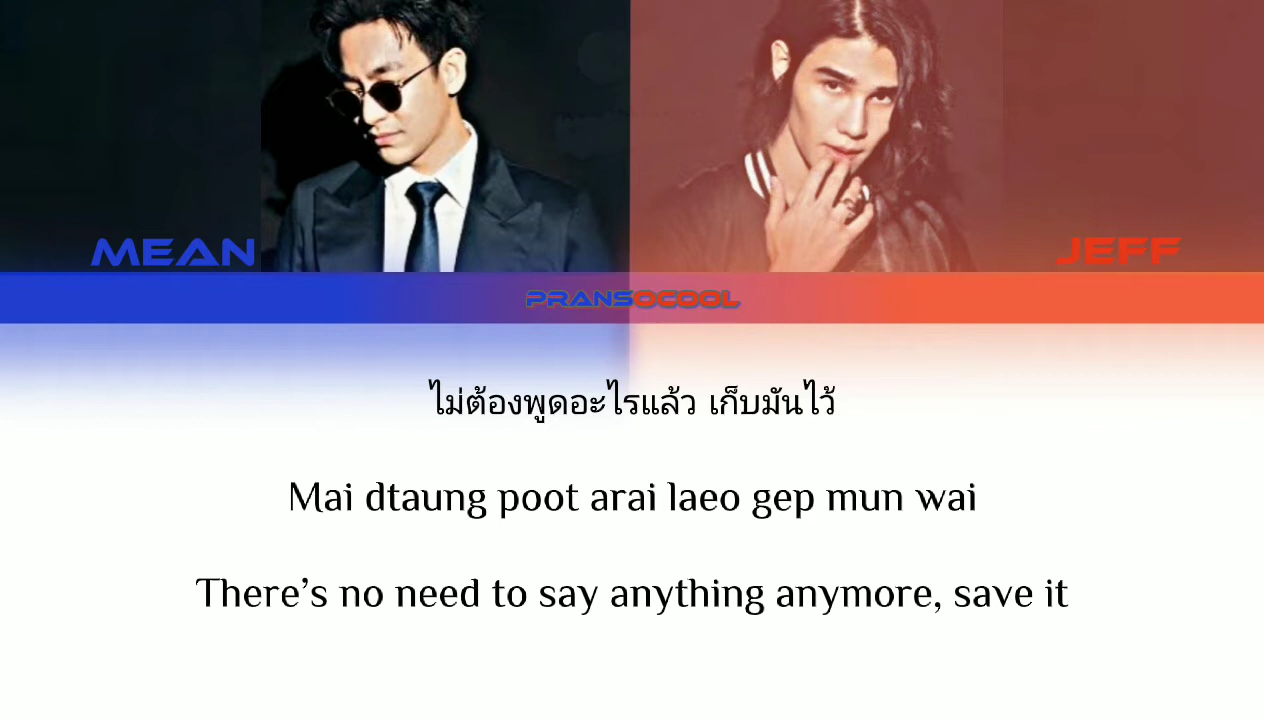 MEAN
JEFF
PRANSOCOOL
ไม่ต้องพูดอะไรแล้ว เก็บมันไว้
Mai dtaung poot arai laeo gep mun wai
There’s no need to say anything anymore, save it